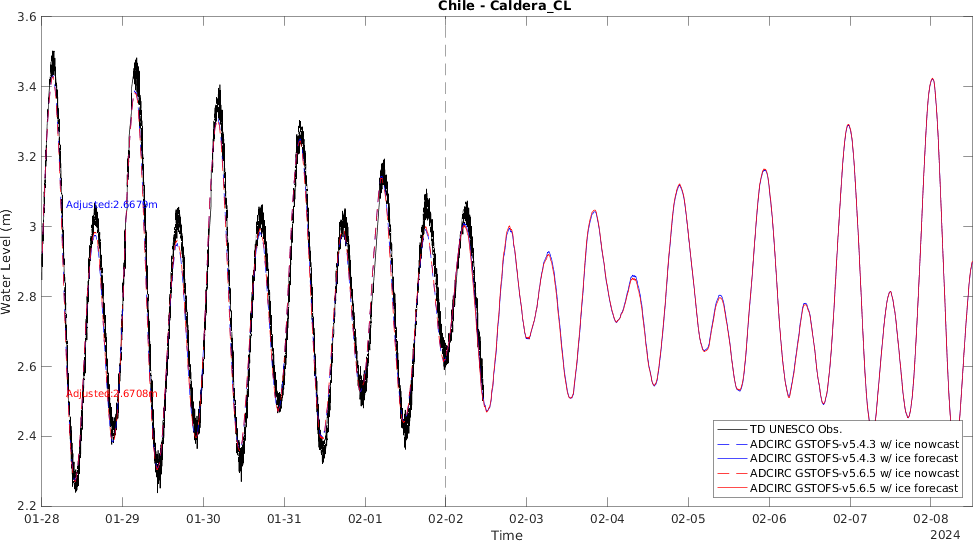 Chile - Caldera_CL
3.6
3.4
3.2
3
2.8
2.6
2.4
2.2
Water Level (m)
Adjusted:2.6679m
Adjusted:2.6708m
TD UNESCO Obs.
ADCIRC GSTOFS-v5.4.3 w/ ice nowcast
ADCIRC GSTOFS-v5.4.3 w/ ice forecast
ADCIRC GSTOFS-v5.6.5 w/ ice nowcast
ADCIRC GSTOFS-v5.6.5 w/ ice forecast
01-28 01-29 01-30 01-31 02-01 02-02 02-03 02-04 02-05 02-06 02-07 02-08
Time 2024